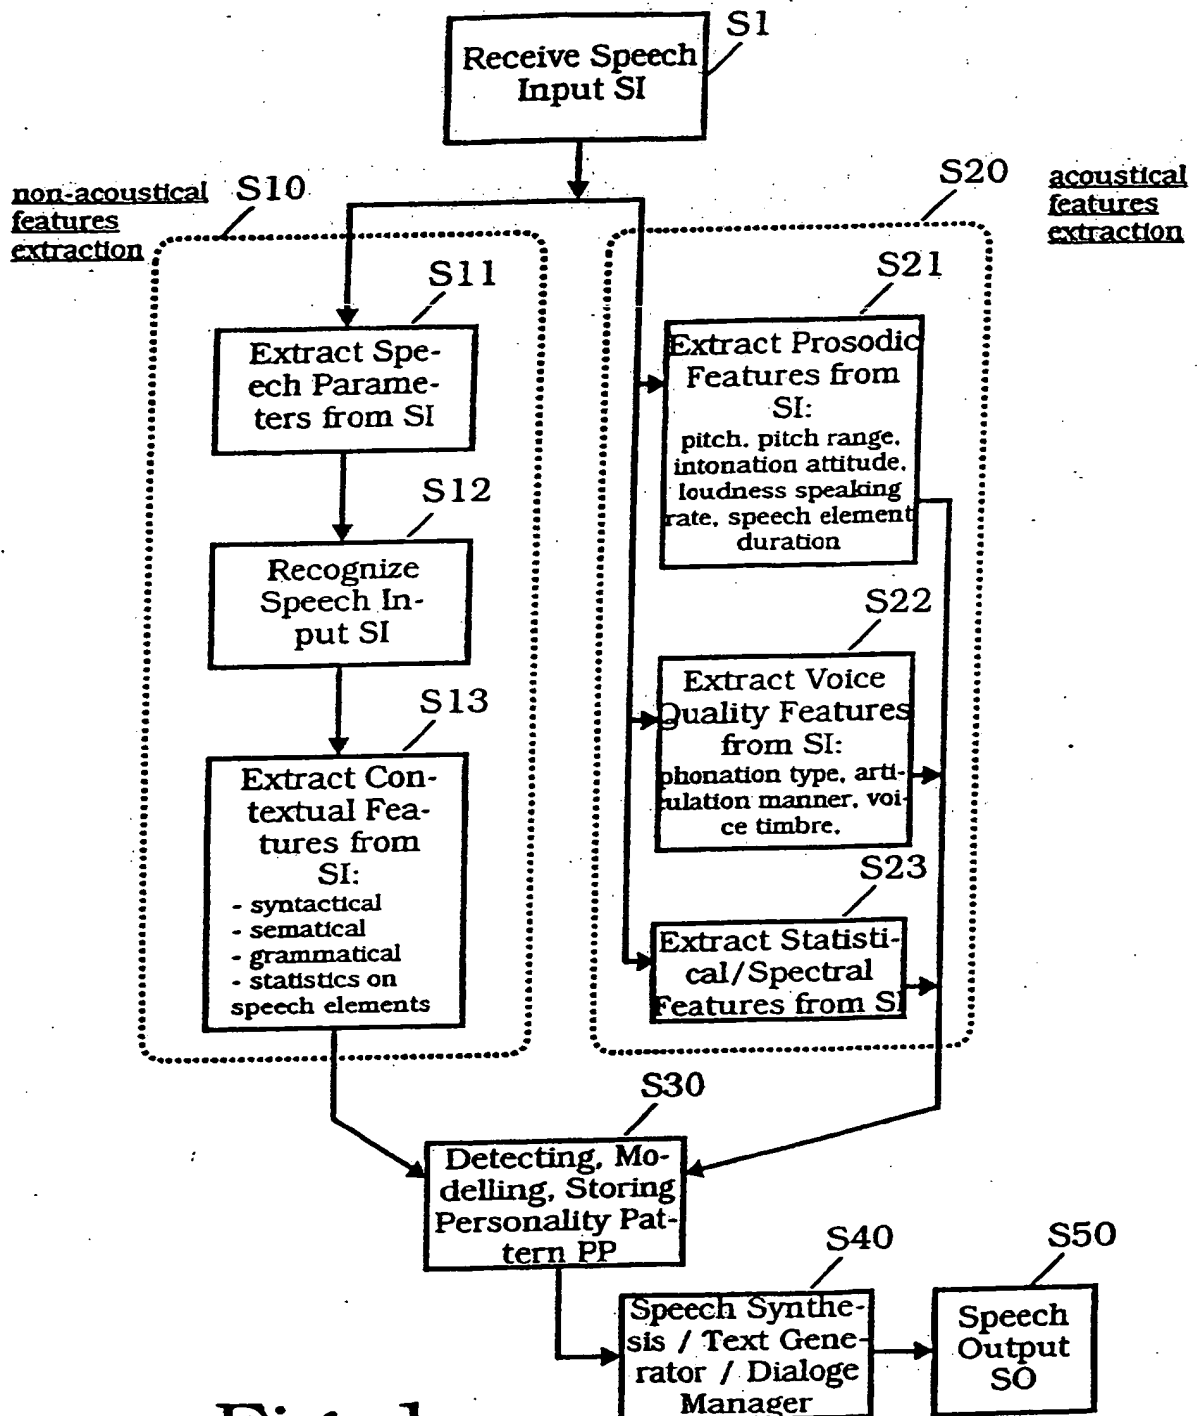 S1
Receive Speech
Input SI
non-acoustical
features
extraction
S10
S20
acoustical
features
extraction
S11
Extract Spe-
ech Parame-
ters from SI
S12
Recognize
Speech In-
put SI
S13
Extract Con-
textual Fea-
tures from
SI:
- syntactical
- sematical
- grammatical
- statistics on
speech elements
S21
Extract Prosodic
Features from
SI:
pitch, pitch range,
intonation attitude,
loudness speaking
rate, speech element
duration
S22
Extract Voice
Quality Features
from SI:
phonation type, arti-
culation manner, voi-
ce timbre,
S23
Extract Statisti-
cal/Spectral
Features from SI
S30
Detecting, Mo-
delling, Storing
Personality Pat-
tern PP
S40
Speech Synthe-
sis / Text Gene-
rator / Dialoge
Manager
S50
Speech
Output
SO